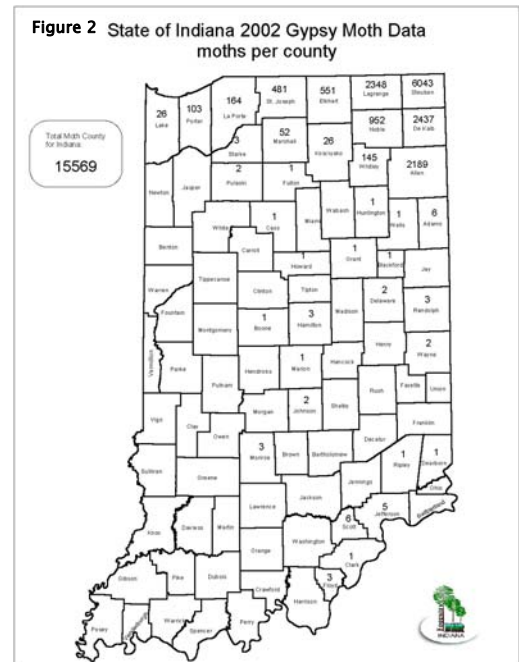 Figure 2 State of Indiana 2002 Gypsy Moth Data
moths per county
Total Moth County
for Indiana
15569
26
Lake
103
Porter
164
La Porte
481
St. Joseph
551
Elkhart
2348
Lagrange
6043
Steuben
952
Noble
2437
De Kalb
3
Starke
52
Marshall
26
Kosciusko
145
Whitley
2189
Allen
Newton
Jasper
2
Pulaski
1
Fulton
White
1
Cass
Miami
Wabash
1
Huntington
1
Wells
6
Adams
Benton
Carroll
1
Howard
1
Grant
1
Blackford
Jay
Warren
Tippecanoe
Clinton
Tipton
Madison
2
Delaware
3
Randolph
Fountain
Montgomery
1
Boone
3
Hamilton
Henry
2
Wayne
Vermillion
Parke
Putnam
Hendricks
1
Marion
Hancock
Rush
Fayette
Union
Morgan
2
Johnson
Shelby
Franklin
Vigo
Clay
Owen
3
Monroe
Brown
Bartholomew
Decatur
1
Ripley
1
Dearborn
Ohio
Sullivan
Greene
Jennings
Switzerland
Lawrence
Jackson
5
Jefferson
6
Scott
Knox
Daviess
Martin
Orange
Washington
1
Clark
3
Floyd
Gibson
Pike
Dubois
Crawford
Harrison
Posey
Vanderburgh
Warrick
Spencer
Perry
INDIANA